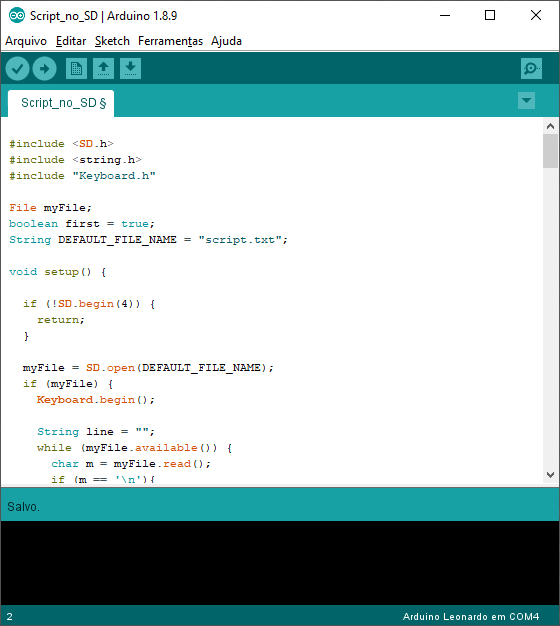 Script_no_SD | Arduino 1.8.9
Arquivo Editar Sketch Ferramentas Ajuda
Script_no_SD §
#include <SD.h>
#include <string.h>
#include "Keyboard.h"
File myFile;
boolean first = true;
String DEFAULT_FILE_NAME = "script.txt";
void setup() {
if (!SD.begin(4)) {
return;
}
myFile = SD.open(DEFAULT_FILE_NAME);
if (myFile) {
Keyboard.begin();
String line = "";
while (myFile.available()) {
char m = myFile.read();
if (m == '\n'){
Salvo.
2 Arduino Leonardo em COM4